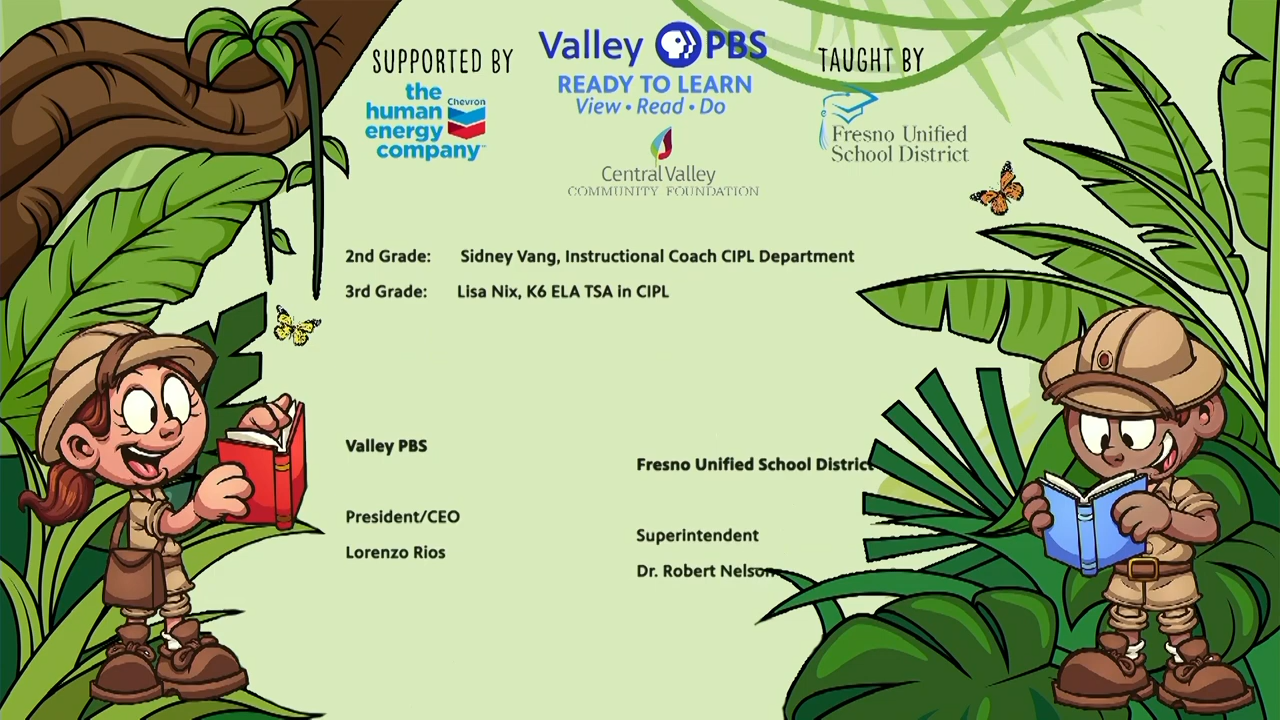 SUPPORTED BY
the
human
energy
company™
Chevron
Valley PBS
READY TO LEARN
View • Read • Do
Central Valley
COMMUNITY FOUNDATION
TAUGHT BY
Fresno Unified
School District
2nd Grade: Sidney Vang, Instructional Coach CIPL Department
3rd Grade: Lisa Nix, K6 ELA TSA in CIPL
Valley PBS
President/CEO
Lorenzo Rios
Fresno Unified School District
Superintendent
Dr. Robert Nelson